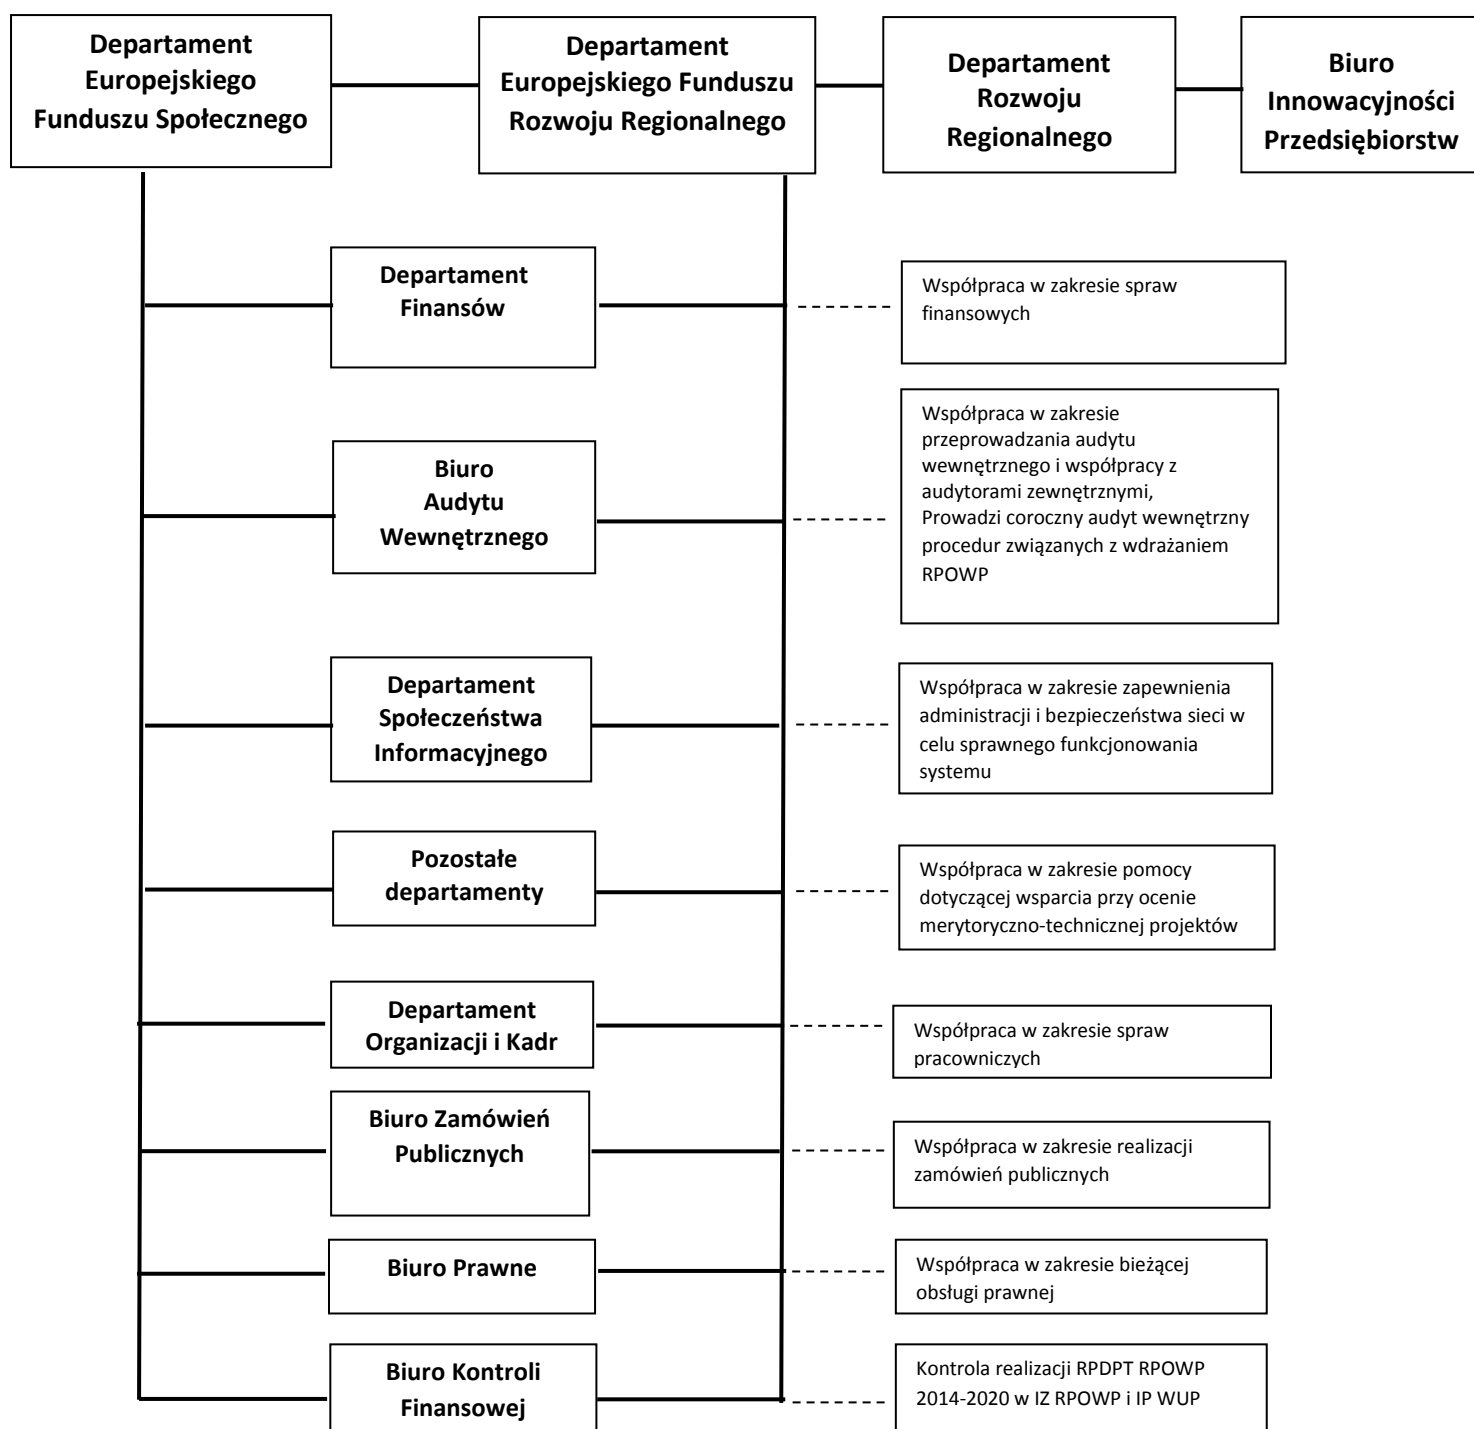 Departament
Europejskiego
Funduszu Społecznego
Departament
Europejskiego Funduszu
Rozwoju Regionalnego
Departament
Rozwoju
Regionalnego
Biuro
Innowacyjności
Przedsiębiorstw
Departament
Finansów
Współpraca w zakresie spraw
finansowych
Biuro
Audytu
Wewnętrznego
Współpraca w zakresie
przeprowadzania audytu
wewnętrznego i współpracy z
audytorami zewnętrznymi,
Prowadzi coroczny audyt wewnętrzny
procedur związanych z wdrażaniem
RPOWP
Departament
Społeczeństwa
Informacyjnego
Współpraca w zakresie zapewnienia
administracji i bezpieczeństwa sieci w
celu sprawnego funkcjonowania
systemu
Pozostałe
departamenty
Współpraca w zakresie pomocy
dotyczącej wsparcia przy ocenie
merytoryczno-technicznej projektów
Departament
Organizacji i Kadr
Współpraca w zakresie spraw
pracowniczych
Biuro Zamówień
Publicznych
Współpraca w zakresie realizacji
zamówień publicznych
Biuro Prawne
Współpraca w zakresie bieżącej
obsługi prawnej
Biuro Kontroli
Finansowej
Kontrola realizacji RPDPT RPOWP
2014-2020 w IZ RPOWP i IP WUP